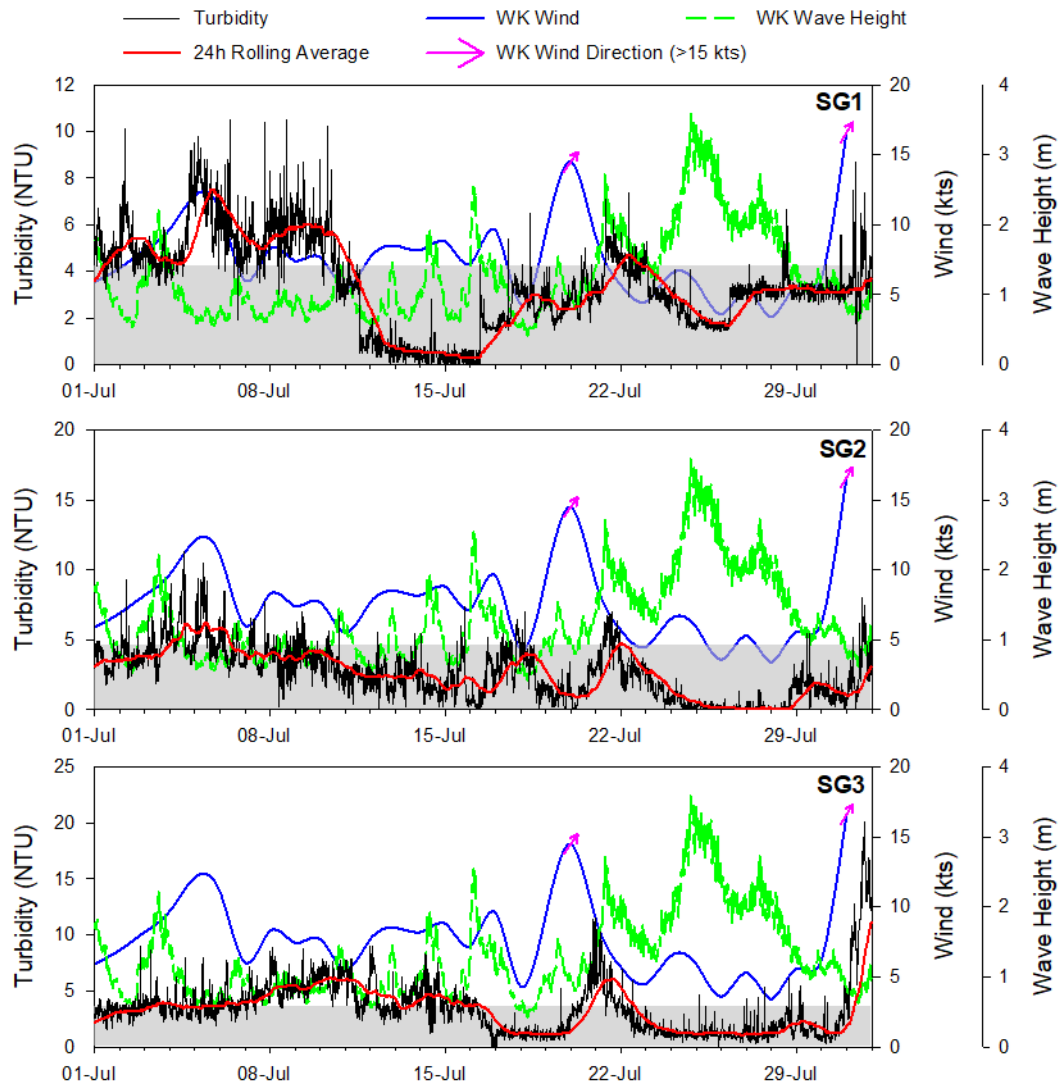 Turbidity WK Wind WK Wave Height
24h Rolling Average WK Wind Direction (>15 kts)
SG1
Turbidity (NTU)
12
10
8
6
4
2
0
20
15
10
5
0
Wind (kts)
4
3
2
1
0
Wave Height (m)
01-Jul 08-Jul 15-Jul 22-Jul 29-Jul
SG2
Turbidity (NTU)
20
15
10
5
0
20
15
10
5
0
Wind (kts)
4
3
2
1
0
Wave Height (m)
01-Jul 08-Jul 15-Jul 22-Jul 29-Jul
SG3
Turbidity (NTU)
25
20
15
10
5
0
20
15
10
5
0
Wind (kts)
4
3
2
1
0
Wave Height (m)
01-Jul 08-Jul 15-Jul 22-Jul 29-Jul